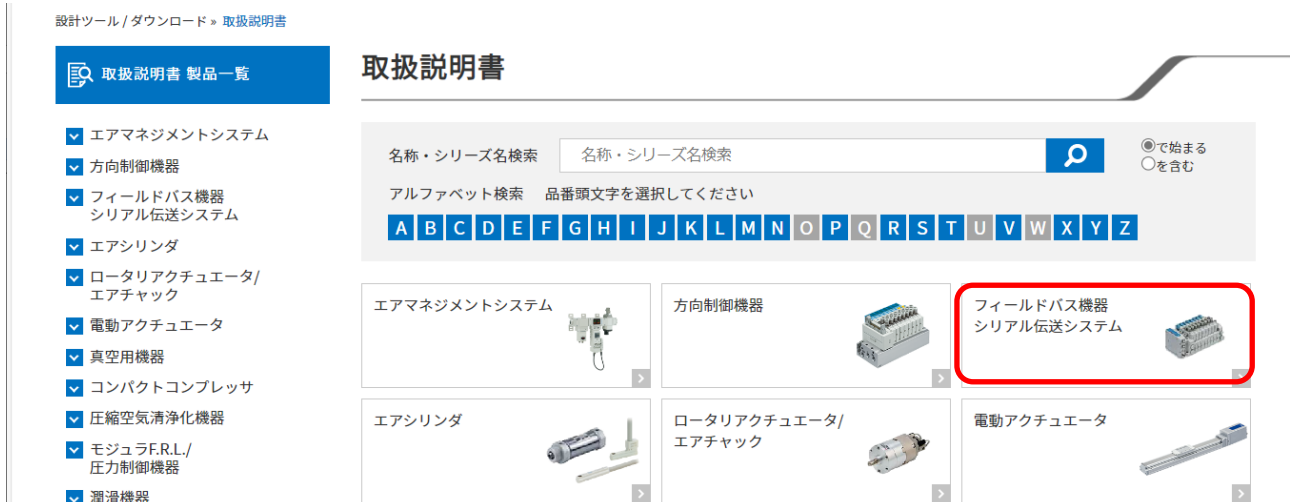 設計ツール / ダウンロード » 取扱説明書
取扱説明書 製品一覧
エアマネジメントシステム
方向制御機器
フィールドバス機器
シリアル伝送システム
エアシリンダ
ロータリアクチュエータ/
エアチャック
電動アクチュエータ
真空用機器
コンパクトコンプレッサ
圧縮空気清浄化機器
モジュラF.R.L./
圧力制御機器
潤滑機器
取扱説明書
名称・シリーズ名検索 名称・シリーズ名検索 で始まる
を含む
アルファベット検索 品番頭文字を選択してください
A B C D E F G H I J K L M N O P Q R S T U V W X Y Z
エアマネジメントシステム
方向制御機器
フィールドバス機器
シリアル伝送システム
エアシリンダ
ロータリアクチュエータ/
エアチャック
電動アクチュエータ